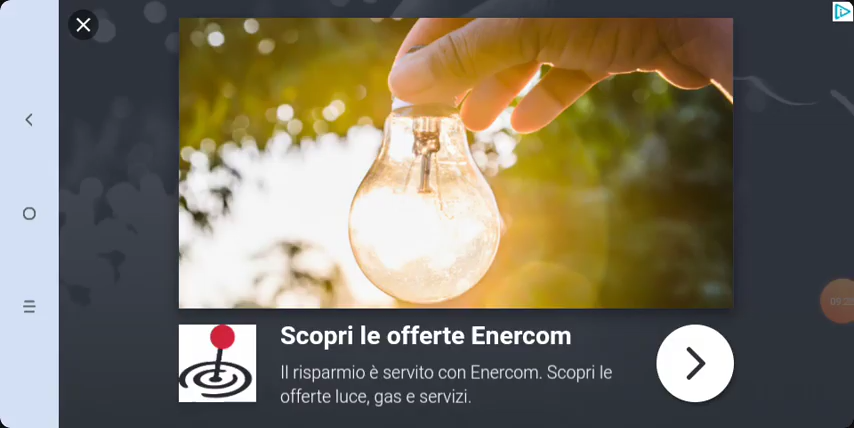 Scopri le offerte Enercom
Il risparmio è servito con Enercom. Scopri le
offerte luce, gas e servizi.